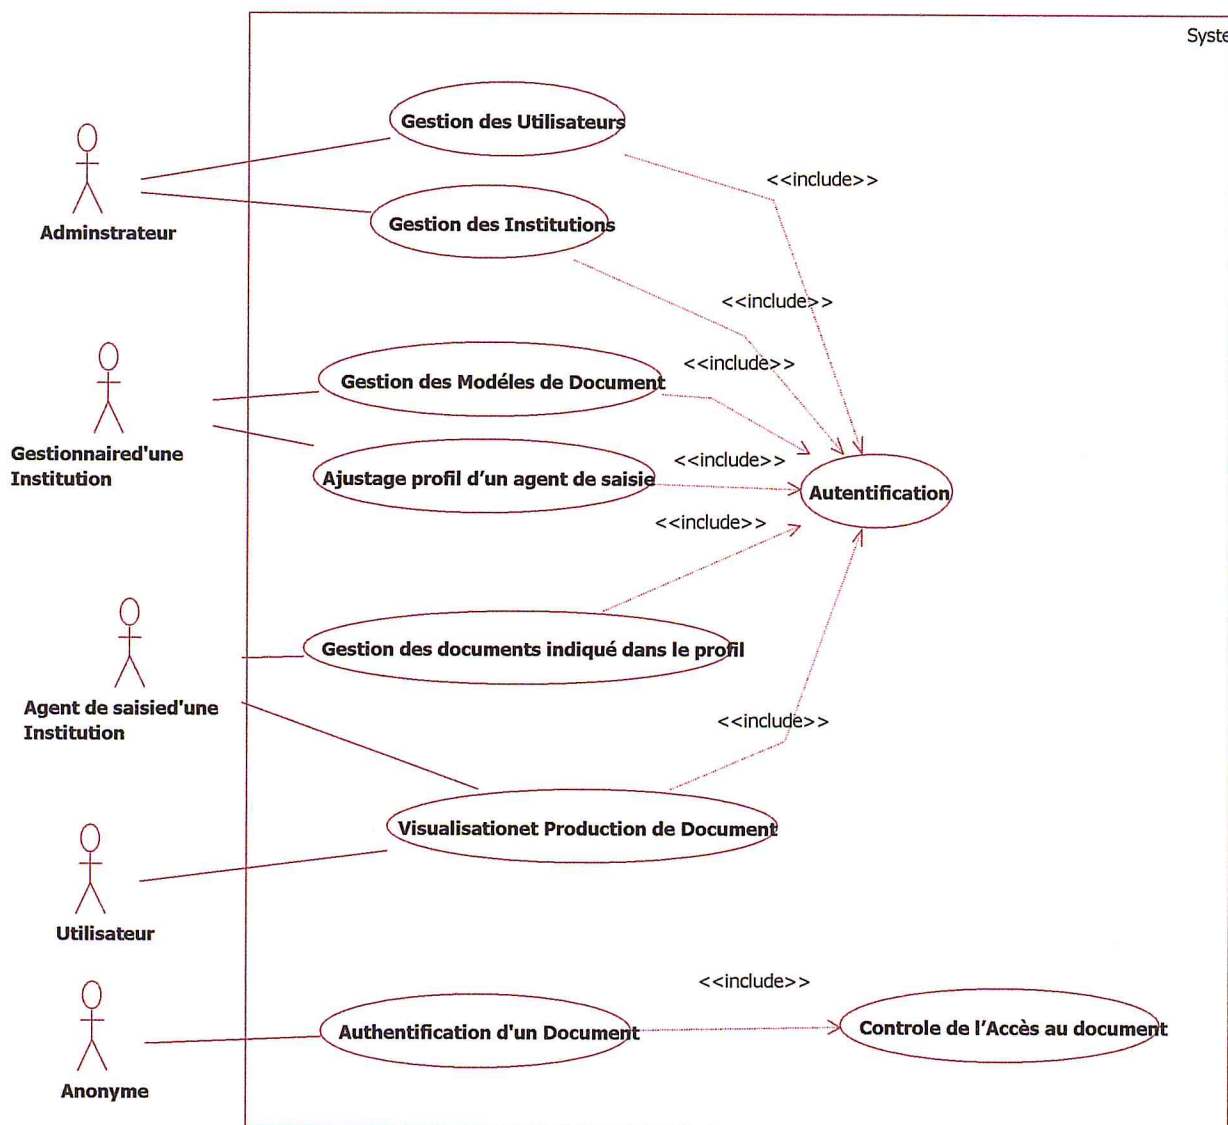 Syste
Gestion des Utilisateurs
<<include>>
Adminstrateur
Gestion des Institutions
<<include>>
<<include>>
Gestion des Modéles de Document
Gestionnaired'une
Institution
<<include>>
Ajustage profil d'un agent de saisie
Autentification
<<include>>
Gestion des documents indiqué dans le profil
Agent de saisied'une
Institution
<<include>>
Visualisationet Production de Document
Utilisateur
<<include>>
Authentification d'un Document
Controle de l'Accès au document
Anonyme